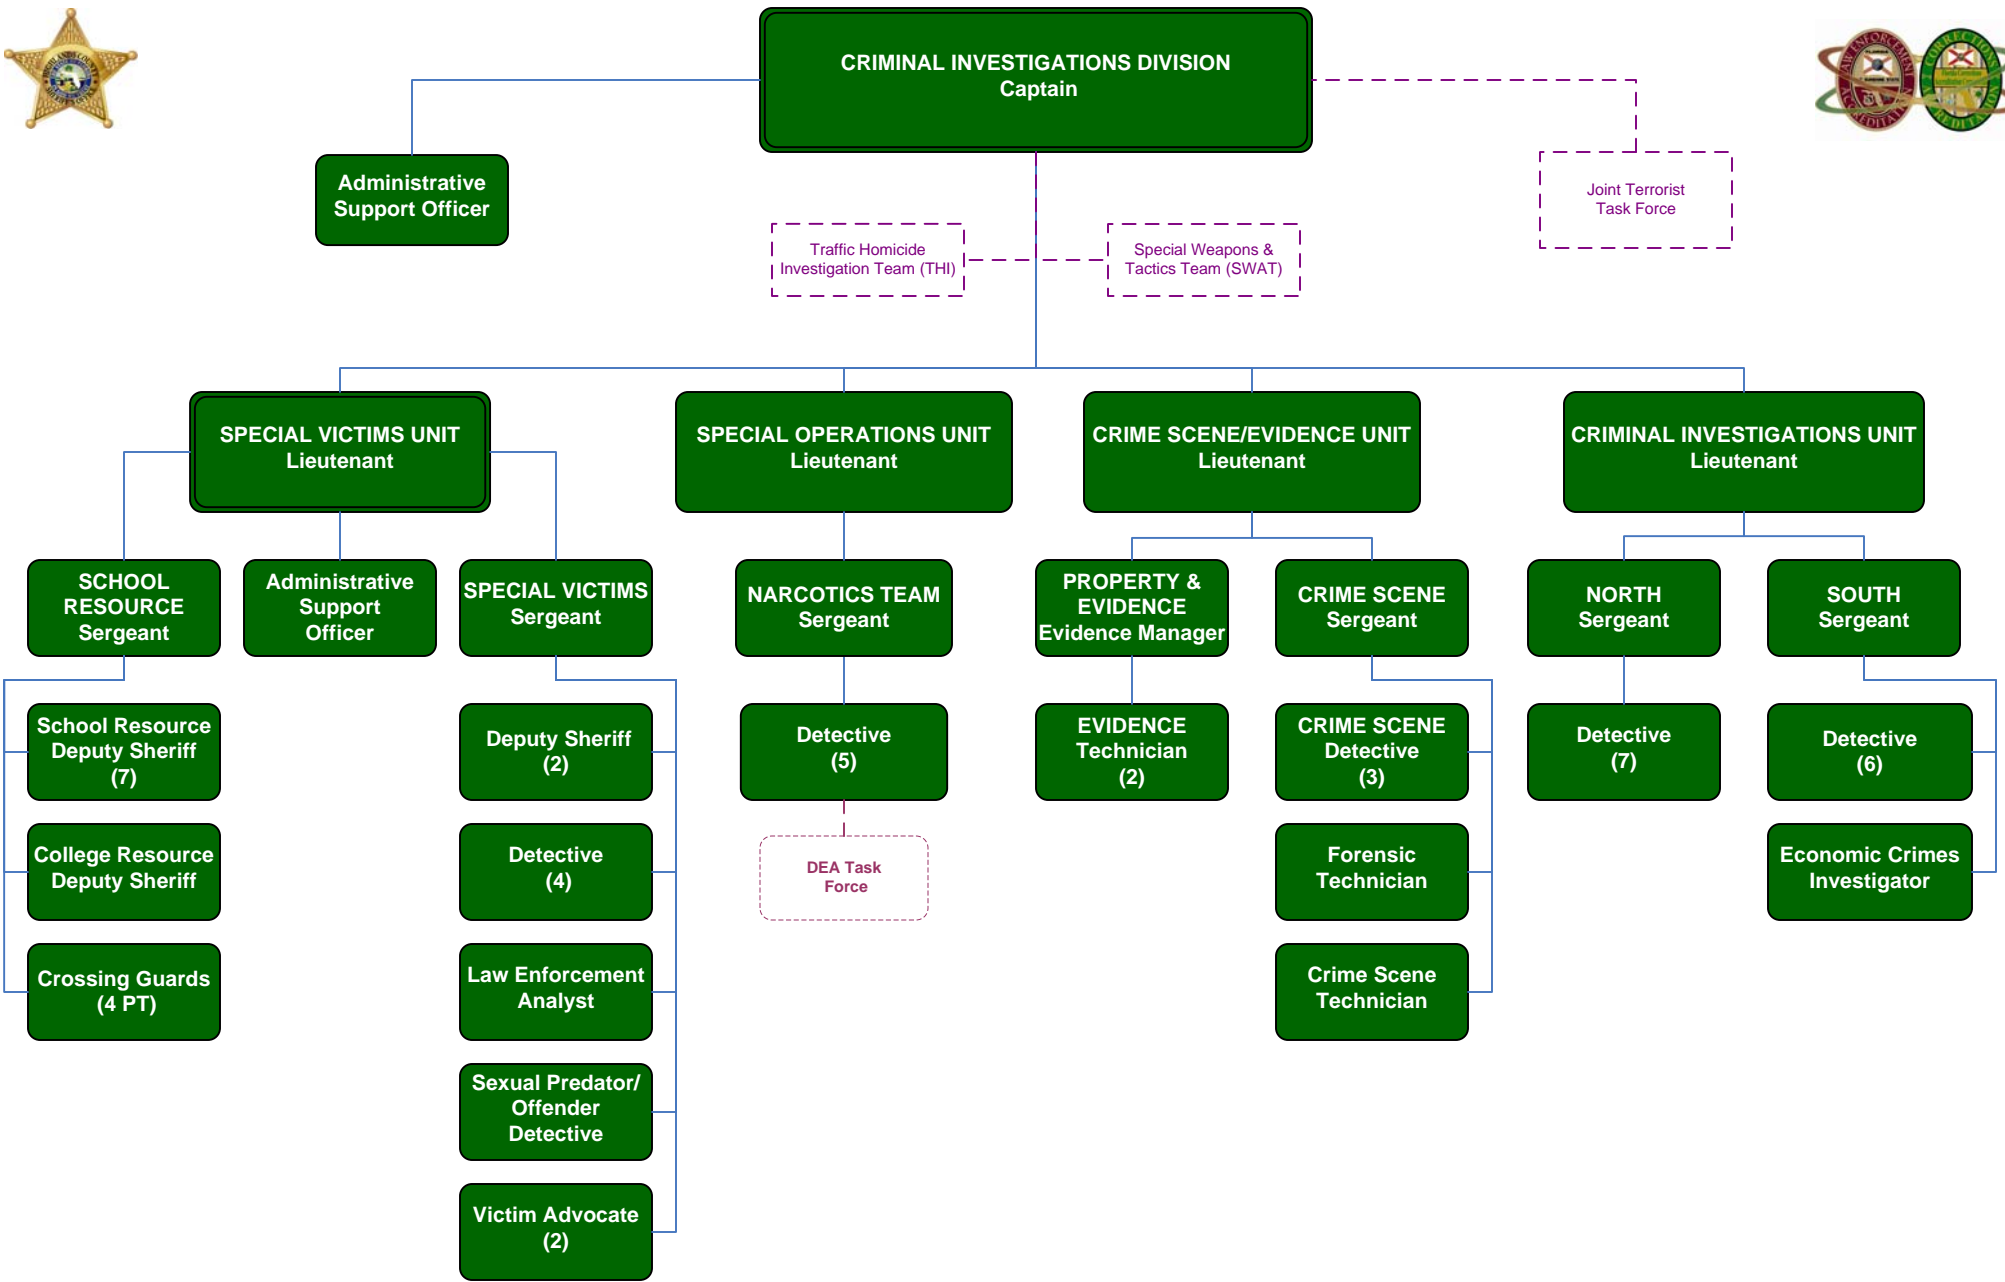 CRIMINAL INVESTIGATIONS DIVISION
Captain
Administrative
Support Officer
Joint Terrorist
Task Force
Traffic Homicide
Investigation Team (THI)
Special Weapons &
Tactics Team (SWAT)
SPECIAL VICTIMS UNIT
Lieutenant
SPECIAL OPERATIONS UNIT
Lieutenant
CRIME SCENE/EVIDENCE UNIT
Lieutenant
CRIMINAL INVESTIGATIONS UNIT
Lieutenant
SCHOOL
RESOURCE
Sergeant
Administrative
Support
Officer
SPECIAL VICTIMS
Sergeant
NARCOTICS TEAM
Sergeant
PROPERTY &
EVIDENCE
Evidence Manager
CRIME SCENE
Sergeant
NORTH
Sergeant
SOUTH
Sergeant
School Resource
Deputy Sheriff
(7)
Deputy Sheriff
(2)
Detective
(5)
EVIDENCE
Technician
(2)
CRIME SCENE
Detective
(3)
Detective
(7)
Detective
(6)
College Resource
Deputy Sheriff
Detective
(4)
DEA Task
Force
Forensic
Technician
Economic Crimes
Investigator
Crossing Guards
(4 PT)
Law Enforcement
Analyst
Crime Scene
Technician
Sexual Predator/
Offender
Detective
Victim Advocate
(2)